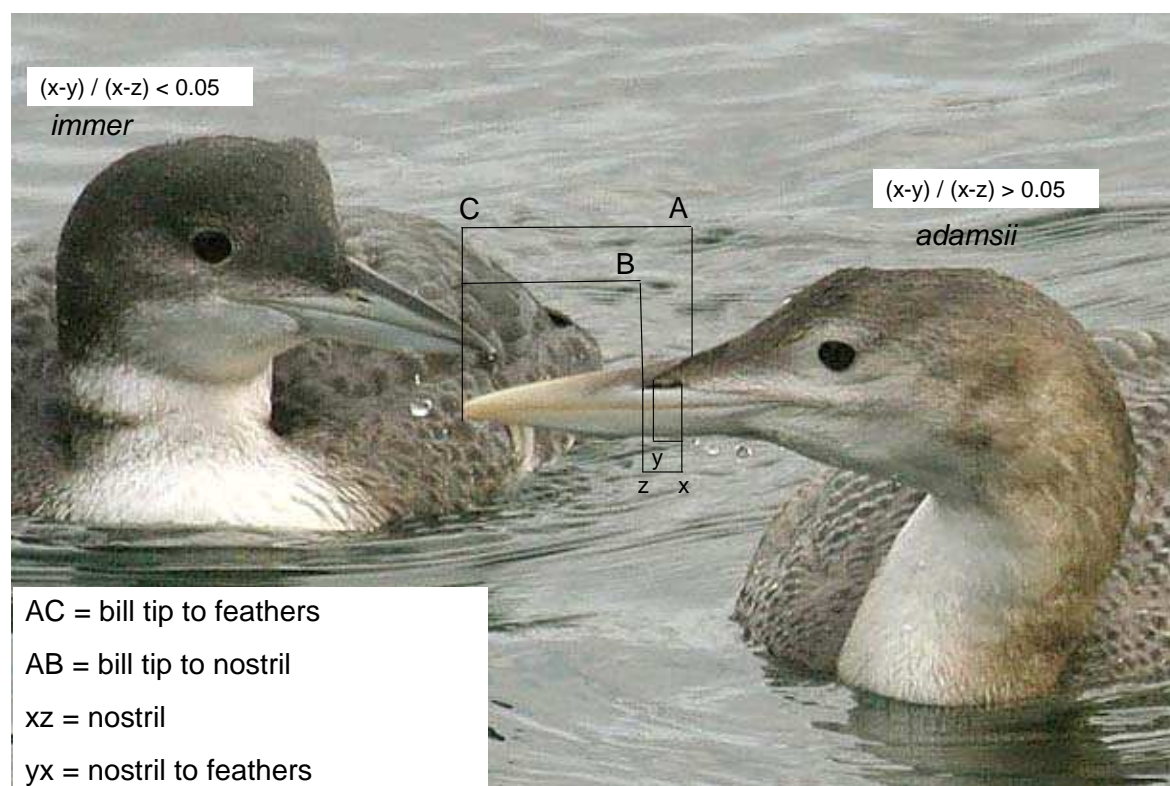 (x-y) / (x-z) < 0.05
immer
(x-y) / (x-z) > 0.05
adamsii
C A
B
y
z x
AC = bill tip to feathers
AB = bill tip to nostril
xz = nostril
yx = nostril to feathers